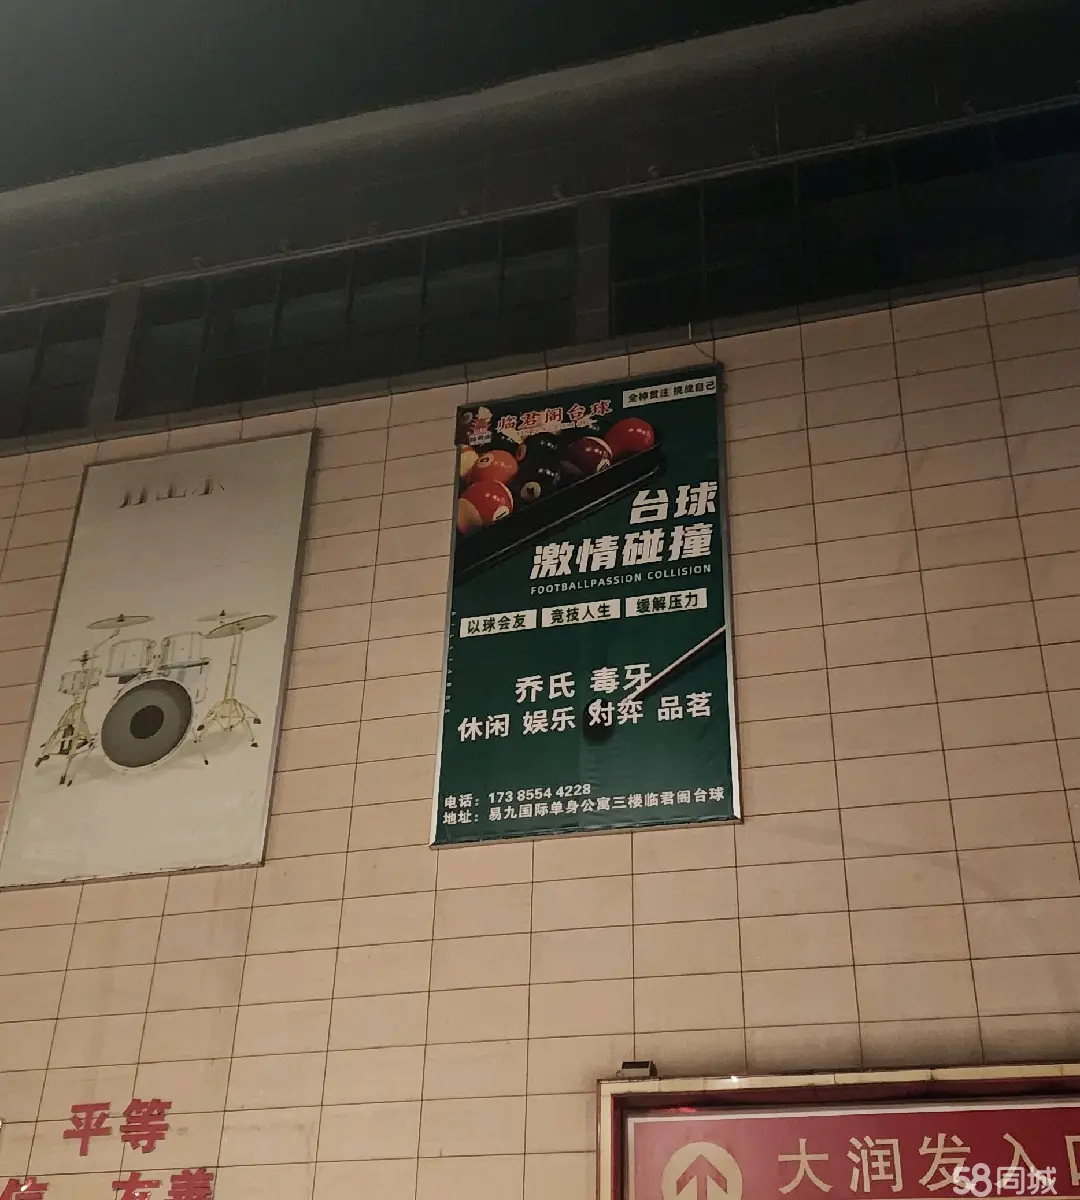 临君阁台球
全神贯注 挑战自己
台球
激情碰撞
FOOTBALLPASSION COLLISION
以球会友 竞技人生 缓解压力
乔氏 毒牙
休闲 娱乐 对弈 品茗
电话：173 8554 4228
地址：易九国际单身公寓三楼临君阁台球
平等
信 友善
大润发入口
58同城